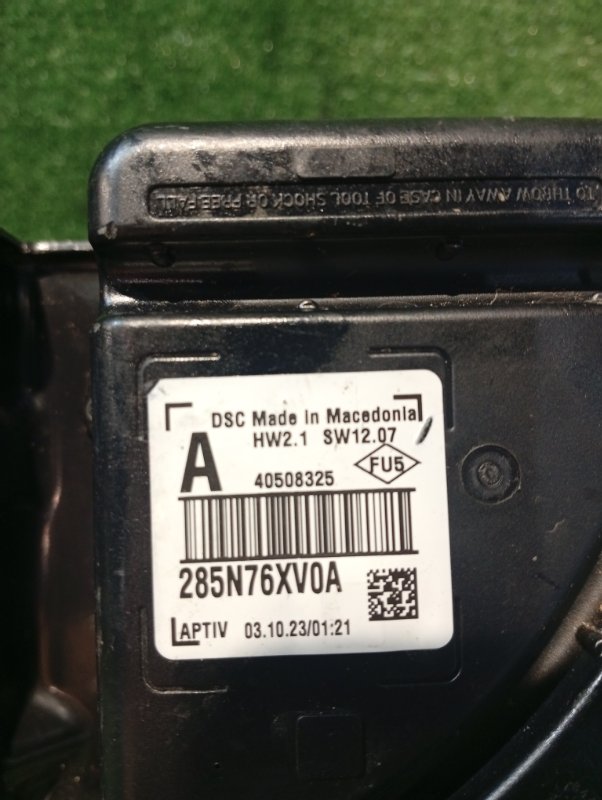 TO THROW AWAY IN CASE OF TOOL SHOCK OR FREE FALL
DSC Made in Macedonia
HW2.1 SW12.07
A
FU5
40508325
285N76XV0A
APTIV 03.10.23/01:21